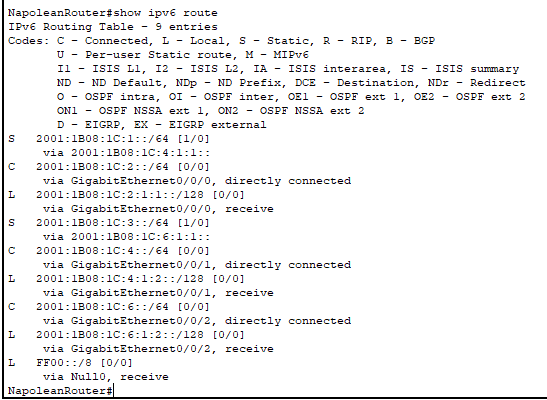 NapoleanRouter#show ipv6 route
IPv6 Routing Table - 9 entries
Codes: C - Connected, L - Local, S - Static, R - RIP, B - BGP
U - Per-user Static route, M - MIPv6
I1 - ISIS L1, I2 - ISIS L2, IA - ISIS interarea, IS - ISIS summary
ND - ND Default, NDp - ND Prefix, DCE - Destination, NDr - Redirect
O - OSPF intra, OI - OSPF inter, OE1 - OSPF ext 1, OE2 - OSPF ext 2
ON1 - OSPF NSSA ext 1, ON2 - OSPF NSSA ext 2
D - EIGRP, EX - EIGRP external
S 2001:1B08:1C:1::/64 [1/0]
via 2001:1B08:1C:4:1:1::
C 2001:1B08:1C:2::/64 [0/0]
via GigabitEthernet0/0/0, directly connected
L 2001:1B08:1C:2:1:1::/128 [0/0]
via GigabitEthernet0/0/0, receive
S 2001:1B08:1C:3::/64 [1/0]
via 2001:1B08:1C:6:1:1::
C 2001:1B08:1C:4::/64 [0/0]
via GigabitEthernet0/0/1, directly connected
L 2001:1B08:1C:4:1:2::/128 [0/0]
via GigabitEthernet0/0/1, receive
C 2001:1B08:1C:6::/64 [0/0]
via GigabitEthernet0/0/2, directly connected
L 2001:1B08:1C:6:1:2::/128 [0/0]
via GigabitEthernet0/0/2, receive
L FF00::/8 [0/0]
via Null0, receive
NapoleanRouter#